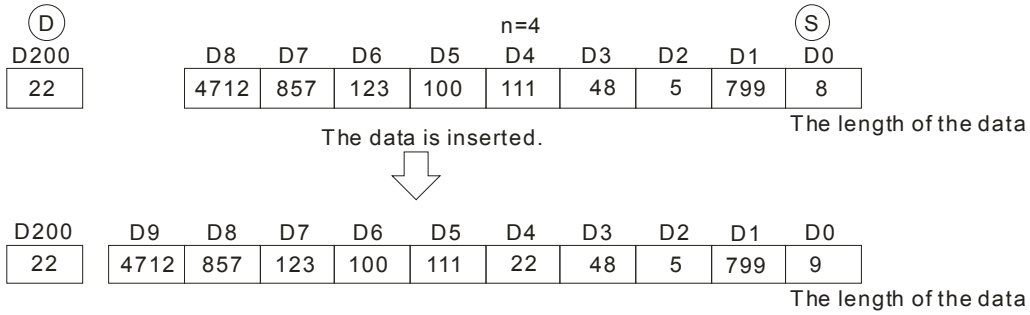 D n=4 S
D200 D8 D7 D6 D5 D4 D3 D2 D1 D0
22 4712 857 123 100 111 48 5 799 8
The length of the data
The data is inserted.
D200 D9 D8 D7 D6 D5 D4 D3 D2 D1 D0
22 4712 857 123 100 111 22 48 5 799 9
The length of the data